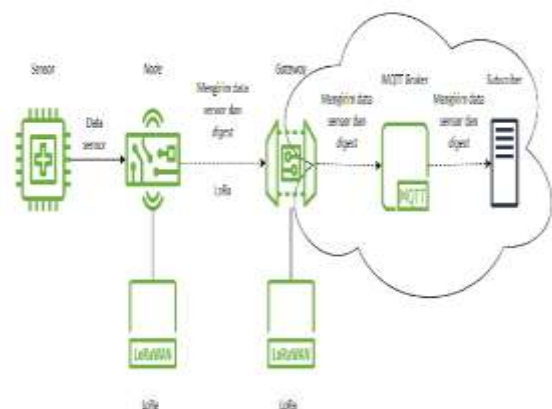 Sensor
Node
Gateway
MQTT Broker
Subscriber
Data
sensor
Mengirim data
sensor dan
digest
LoRa
Mengirim data
sensor dan
digest
Mengirim data
sensor dan
digest
MQTT
LoRaWAN
LoRaWAN
LoRa
LoRa